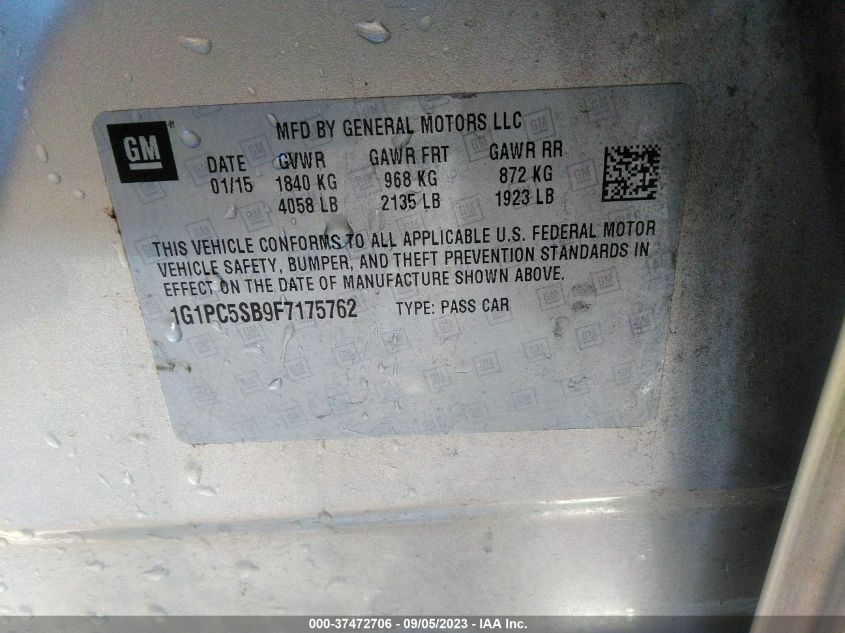 GM ®
MFD BY GENERAL MOTORS LLC
DATE GVWR GAWR FRT GAWR RR
01/15 1840 KG 968 KG 872 KG
4058 LB 2135 LB 1923 LB
THIS VEHICLE CONFORMS TO ALL APPLICABLE U.S. FEDERAL MOTOR
VEHICLE SAFETY, BUMPER, AND THEFT PREVENTION STANDARDS IN
EFFECT ON THE DATE OF MANUFACTURE SHOWN ABOVE.
1G1PC5SB9F7175762 TYPE: PASS CAR
000-37472706 - 09/05/2023 - IAA Inc.